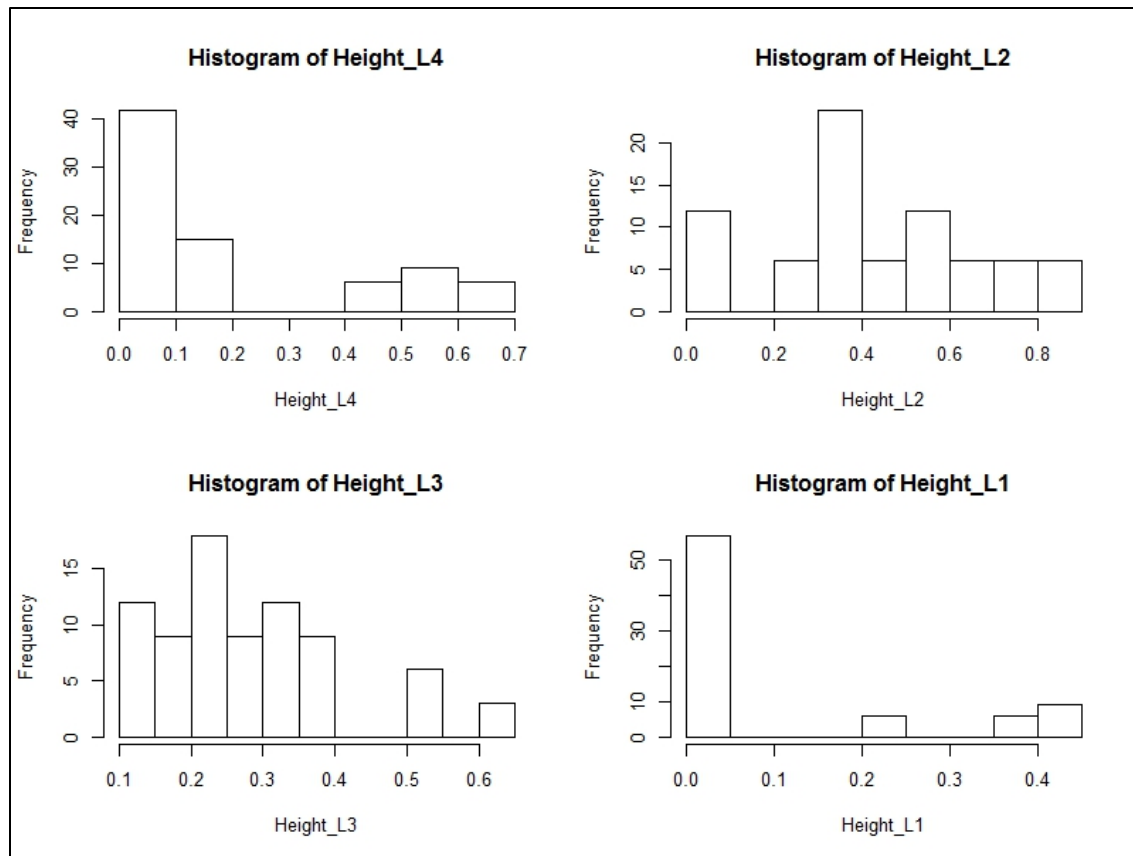 Histogram of Height_L4
Frequency
40
30
20
10
0
0.0 0.1 0.2 0.3 0.4 0.5 0.6 0.7
Height_L4
Histogram of Height_L2
Frequency
20
15
10
5
0
0.0 0.2 0.4 0.6 0.8
Height_L2
Histogram of Height_L3
Frequency
15
10
5
0
0.1 0.2 0.3 0.4 0.5 0.6
Height_L3
Histogram of Height_L1
Frequency
50
30
10
0
0.0 0.1 0.2 0.3 0.4
Height_L1